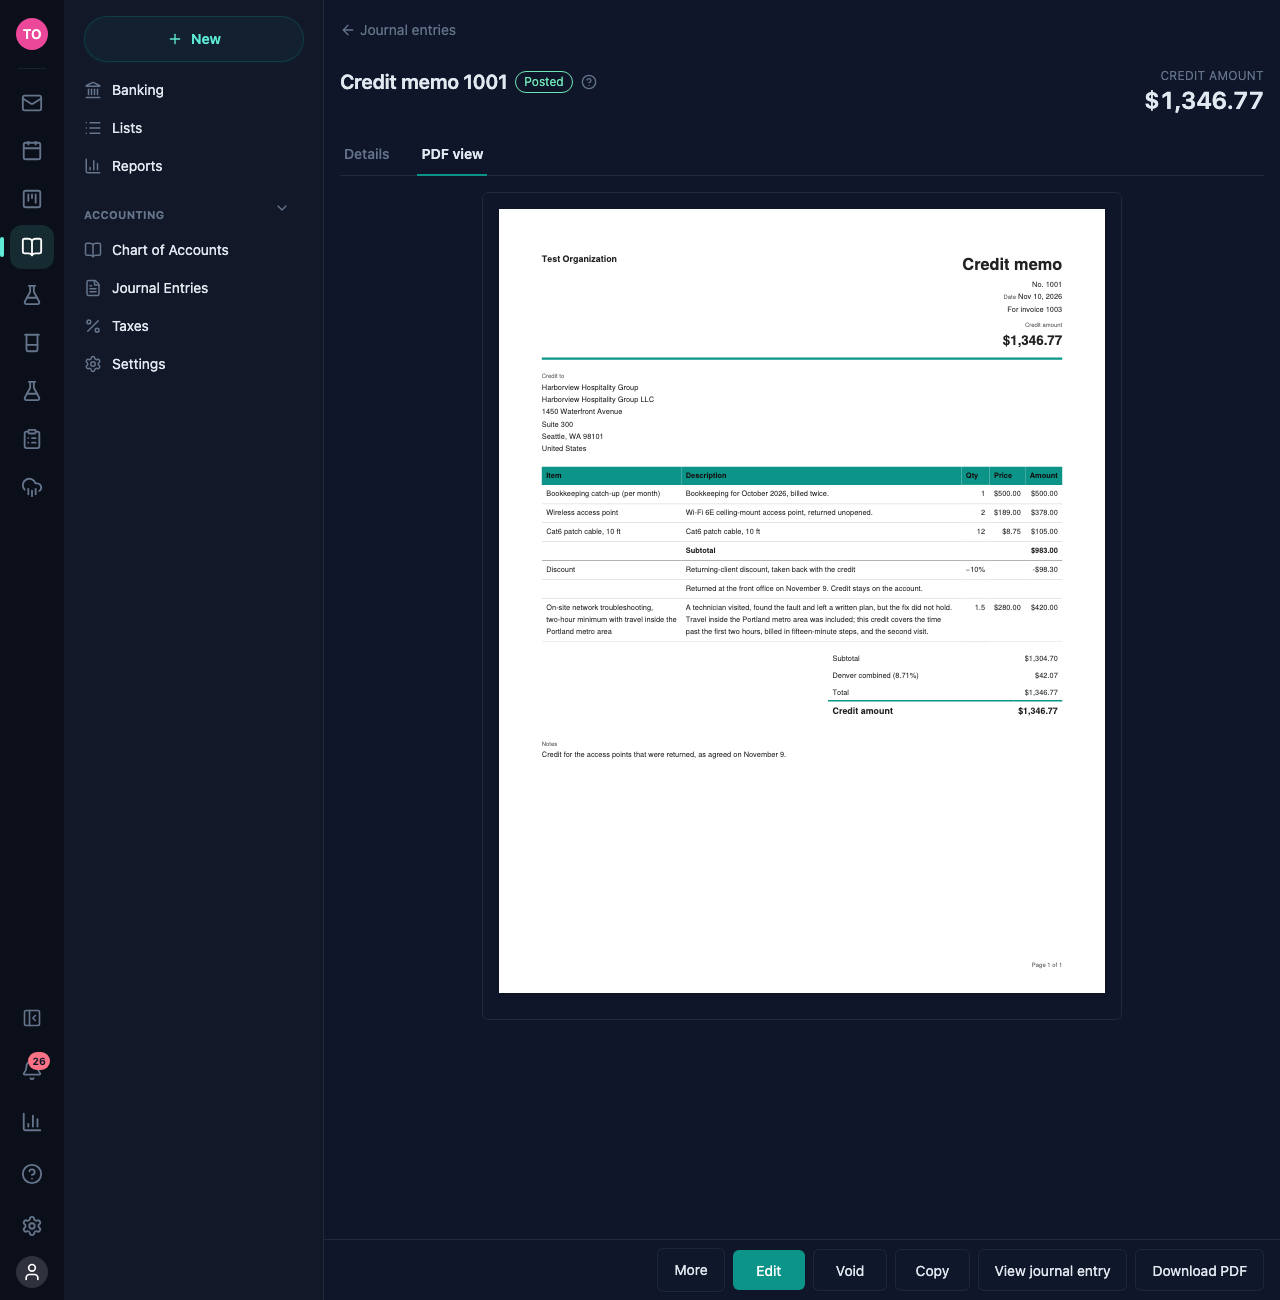 TO
New
Banking
Lists
Reports
ACCOUNTING
Chart of Accounts
Journal Entries
Taxes
Settings
26
Journal entries
Credit memo 1001 Posted
CREDIT AMOUNT
$1,346.77
Details PDF view
Test Organization
Credit memo
No. 1001
Date Nov 10, 2026
For invoice 1003
Credit amount
$1,346.77
Credit to
Harborview Hospitality Group
Harborview Hospitality Group LLC
1450 Waterfront Avenue
Suite 300
Seattle, WA 98101
United States
Item Description Qty Price Amount
Bookkeeping catch-up (per month) Bookkeeping for October 2026, billed twice. 1 $500.00 $500.00
Wireless access point Wi-Fi 6E ceiling-mount access point, returned unopened. 2 $189.00 $378.00
Cat6 patch cable, 10 ft Cat6 patch cable, 10 ft 12 $8.75 $105.00
Subtotal $983.00
Discount Returning-client discount, taken back with the credit −10% -$98.30
Returned at the front office on November 9. Credit stays on the account.
On-site network troubleshooting, A technician visited, found the fault and left a written plan, but the fix did not hold. 1.5 $280.00 $420.00
two-hour minimum with travel inside the Travel inside the Portland metro area was included; this credit covers the time
Portland metro area past the first two hours, billed in fifteen-minute steps, and the second visit.
Subtotal $1,304.70
Denver combined (8.71%) $42.07
Total $1,346.77
Credit amount $1,346.77
Notes
Credit for the access points that were returned, as agreed on November 9.
Page 1 of 1
More Edit Void Copy View journal entry Download PDF